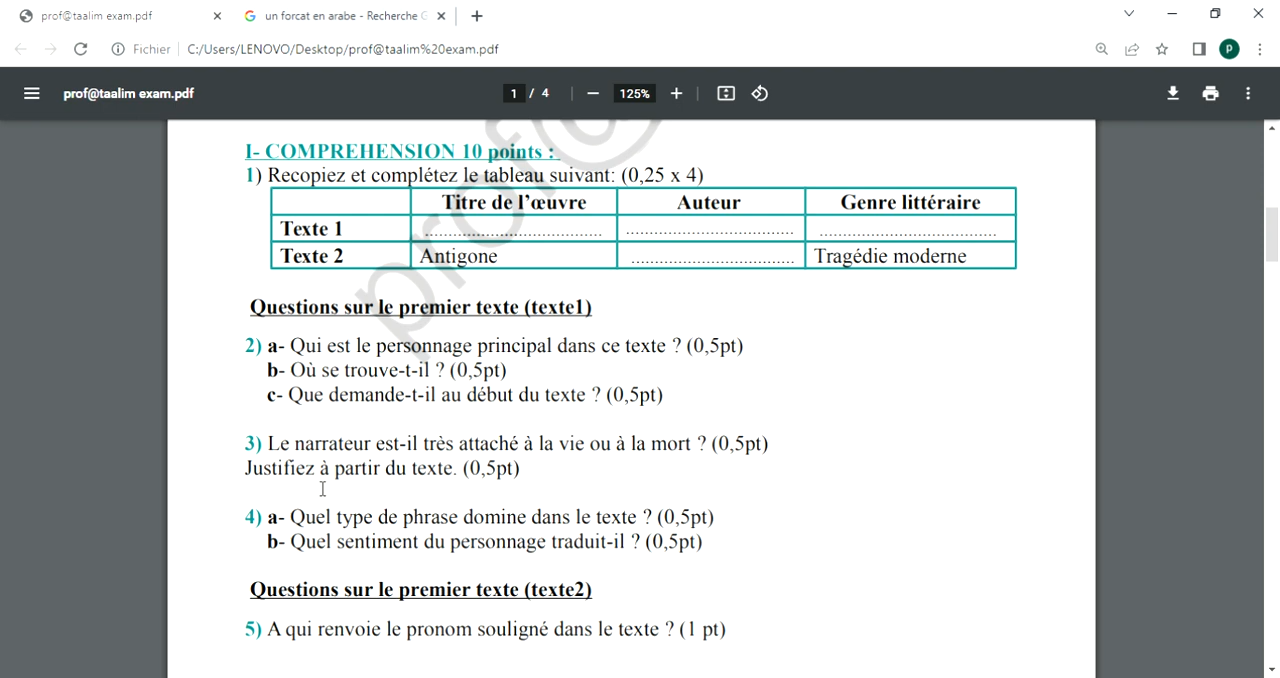 prof@taalim exam.pdf
un forcat en arabe - Recherche G
Fichier C:/Users/LENOVO/Desktop/prof@taalim%20exam.pdf
P
prof@taalim exam.pdf
1 / 4
125%
I- COMPREHENSION 10 points :
1) Recopiez et complétez le tableau suivant: (0,25 x 4)
Titre de l'œuvre Auteur Genre littéraire
Texte 1 .................................. .................................. ....................................
Texte 2 Antigone ................................. Tragédie moderne
prof@
Questions sur le premier texte (texte1)
2) a- Qui est le personnage principal dans ce texte ? (0,5pt)
b- Où se trouve-t-il ? (0,5pt)
c- Que demande-t-il au début du texte ? (0,5pt)
3) Le narrateur est-il très attaché à la vie ou à la mort ? (0,5pt)
Justifiez à partir du texte. (0,5pt)
4) a- Quel type de phrase domine dans le texte ? (0,5pt)
b- Quel sentiment du personnage traduit-il ? (0,5pt)
Questions sur le premier texte (texte2)
5) A qui renvoie le pronom souligné dans le texte ? (1 pt)